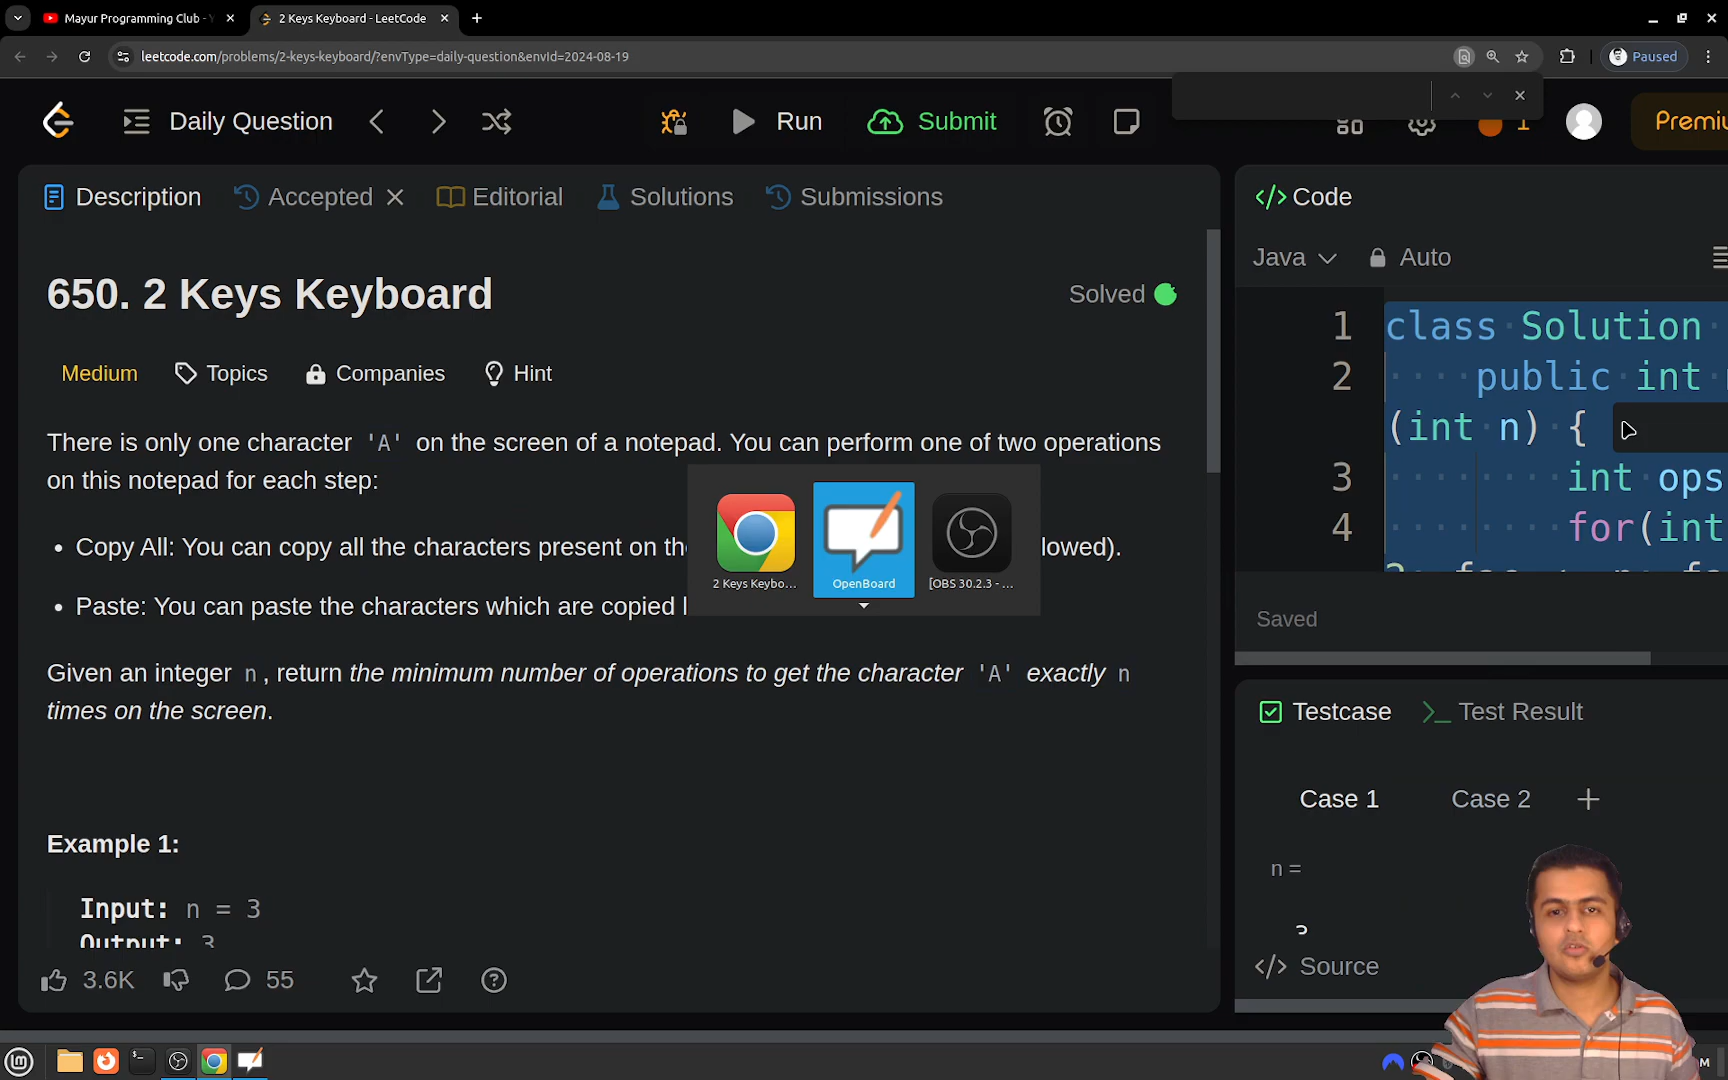 Mayur Programming Club -
2 Keys Keyboard - LeetCode
leetcode.com/problems/2-keys-keyboard/?envType=daily-question&envId=2024-08-19
Paused
Daily Question
Run
Submit
1
Premiu
Description
Accepted
Editorial
Solutions
Submissions
650. 2 Keys Keyboard
Solved
Medium
Topics
Companies
Hint
There is only one character 'A' on the screen of a notepad. You can perform one of two operations
on this notepad for each step:
• Copy All: You can copy all the characters present on the
lowed).
• Paste: You can paste the characters which are copied l
Given an integer n, return the minimum number of operations to get the character 'A' exactly n
times on the screen.
Example 1:
Input: n = 3
Output: 3
3.6K
55
2 Keys Keybo...
OpenBoard
[OBS 30.2.3 - ...
</> Code
Java
Auto
1 class Solution
2 public int
(int n) {
3 int ops
4 for(int
Saved
Testcase
Test Result
Case 1
Case 2
n =
</> Source